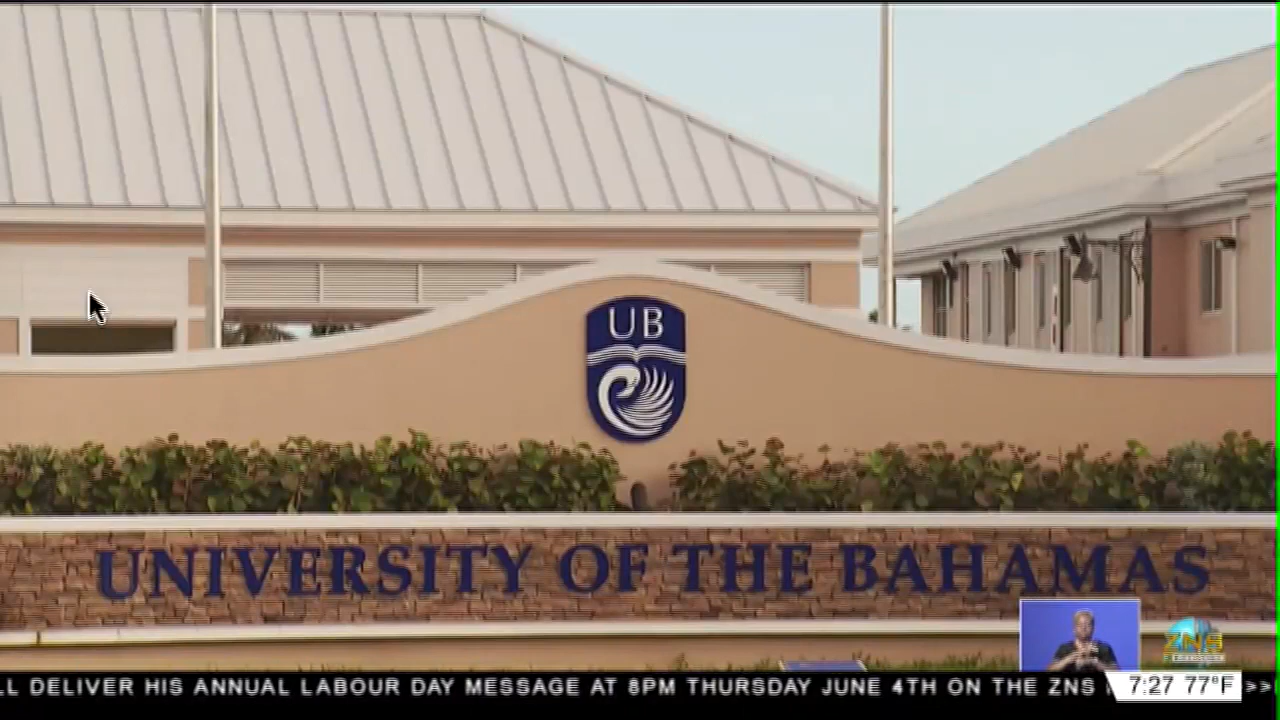 UB
UNIVERSITY OF THE BAHAMAS
ZNS
LL DELIVER HIS ANNUAL LABOUR DAY MESSAGE AT 8PM THURSDAY JUNE 4TH ON THE ZNS
7:27 77°F >>